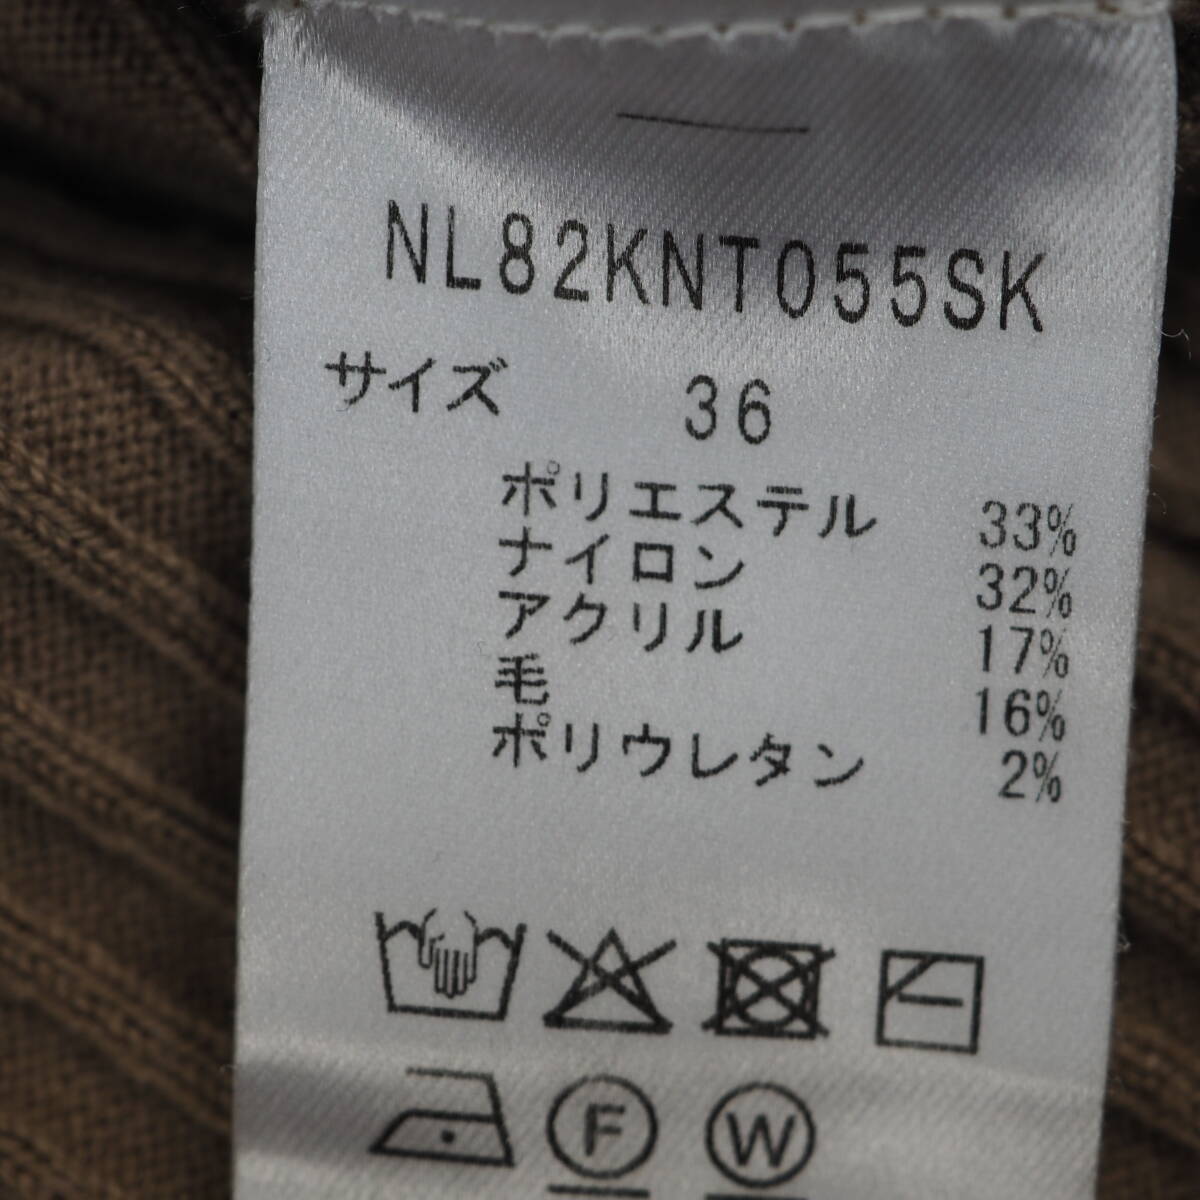 NL82KNT055SK
サイズ 36
ポリエステル 33%
ナイロン 32%
アクリル 17%
毛 16%
ポリウレタン 2%
F W